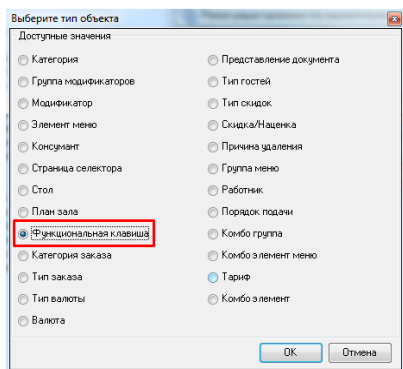 Выберите тип объекта
Доступные значения
Категория
Группа модификаторов
Модификатор
Элемент меню
Консумант
Страница селектора
Стол
План зала
Функциональная клавиша
Категория заказа
Тип заказа
Тип валюты
Валюта
Представление документа
Тип гостей
Тип скидок
Скидка/Наценка
Причина удаления
Группа меню
Работник
Порядок подачи
Комбо группа
Комбо элемент меню
Тариф
Комбо элемент
OK
Отмена